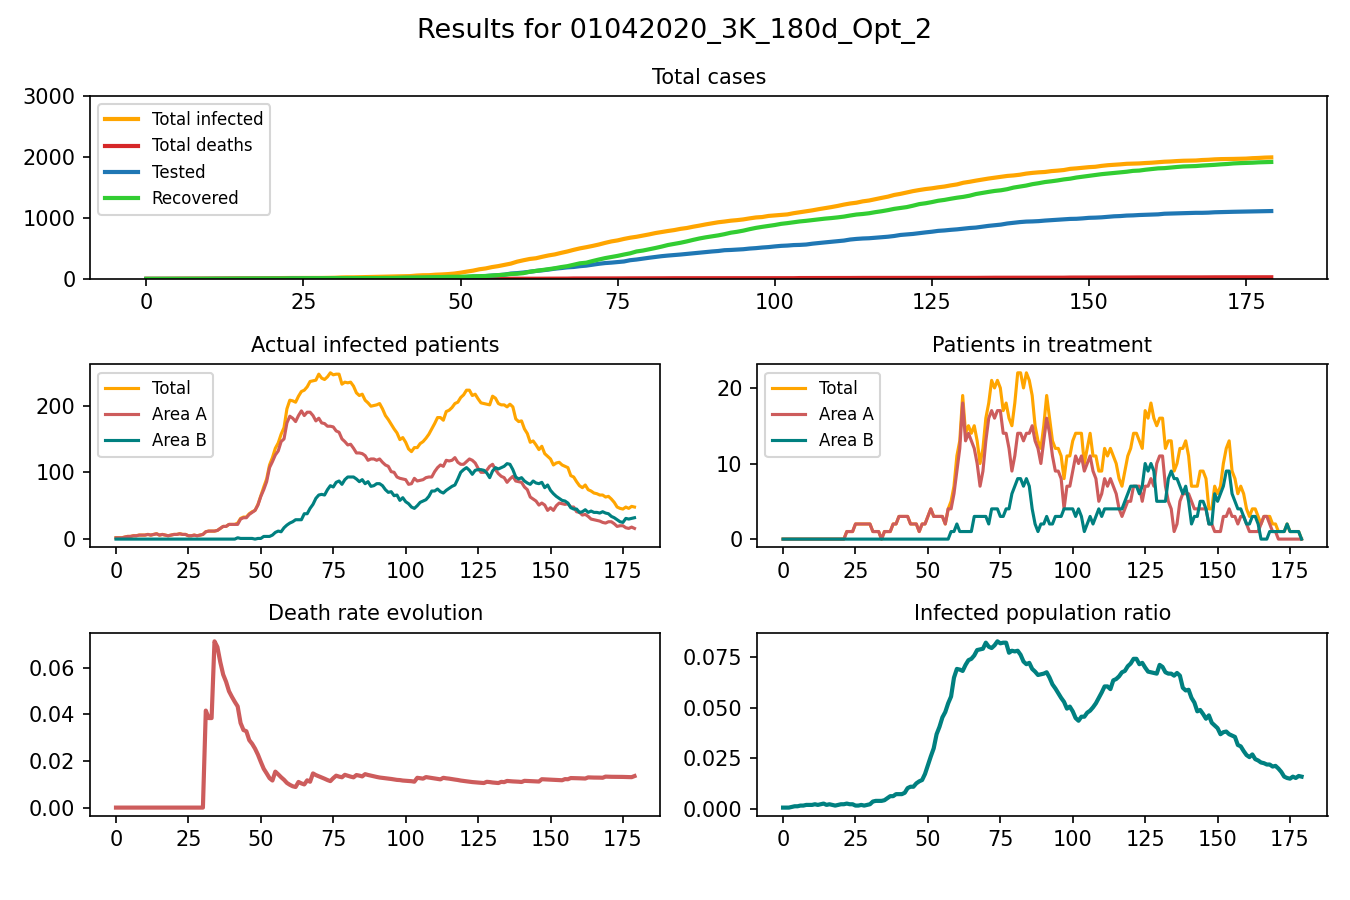 Results for 01042020_3K_180d_Opt_2
Total cases
3000
2000
1000
0
Total infected
Total deaths
Tested
Recovered
0 25 50 75 100 125 150 175
Actual infected patients
200
100
0
Total
Area A
Area B
0 25 50 75 100 125 150 175
Patients in treatment
20
10
0
Total
Area A
Area B
0 25 50 75 100 125 150 175
Death rate evolution
0.06
0.04
0.02
0.00
0 25 50 75 100 125 150 175
Infected population ratio
0.075
0.050
0.025
0.000
0 25 50 75 100 125 150 175